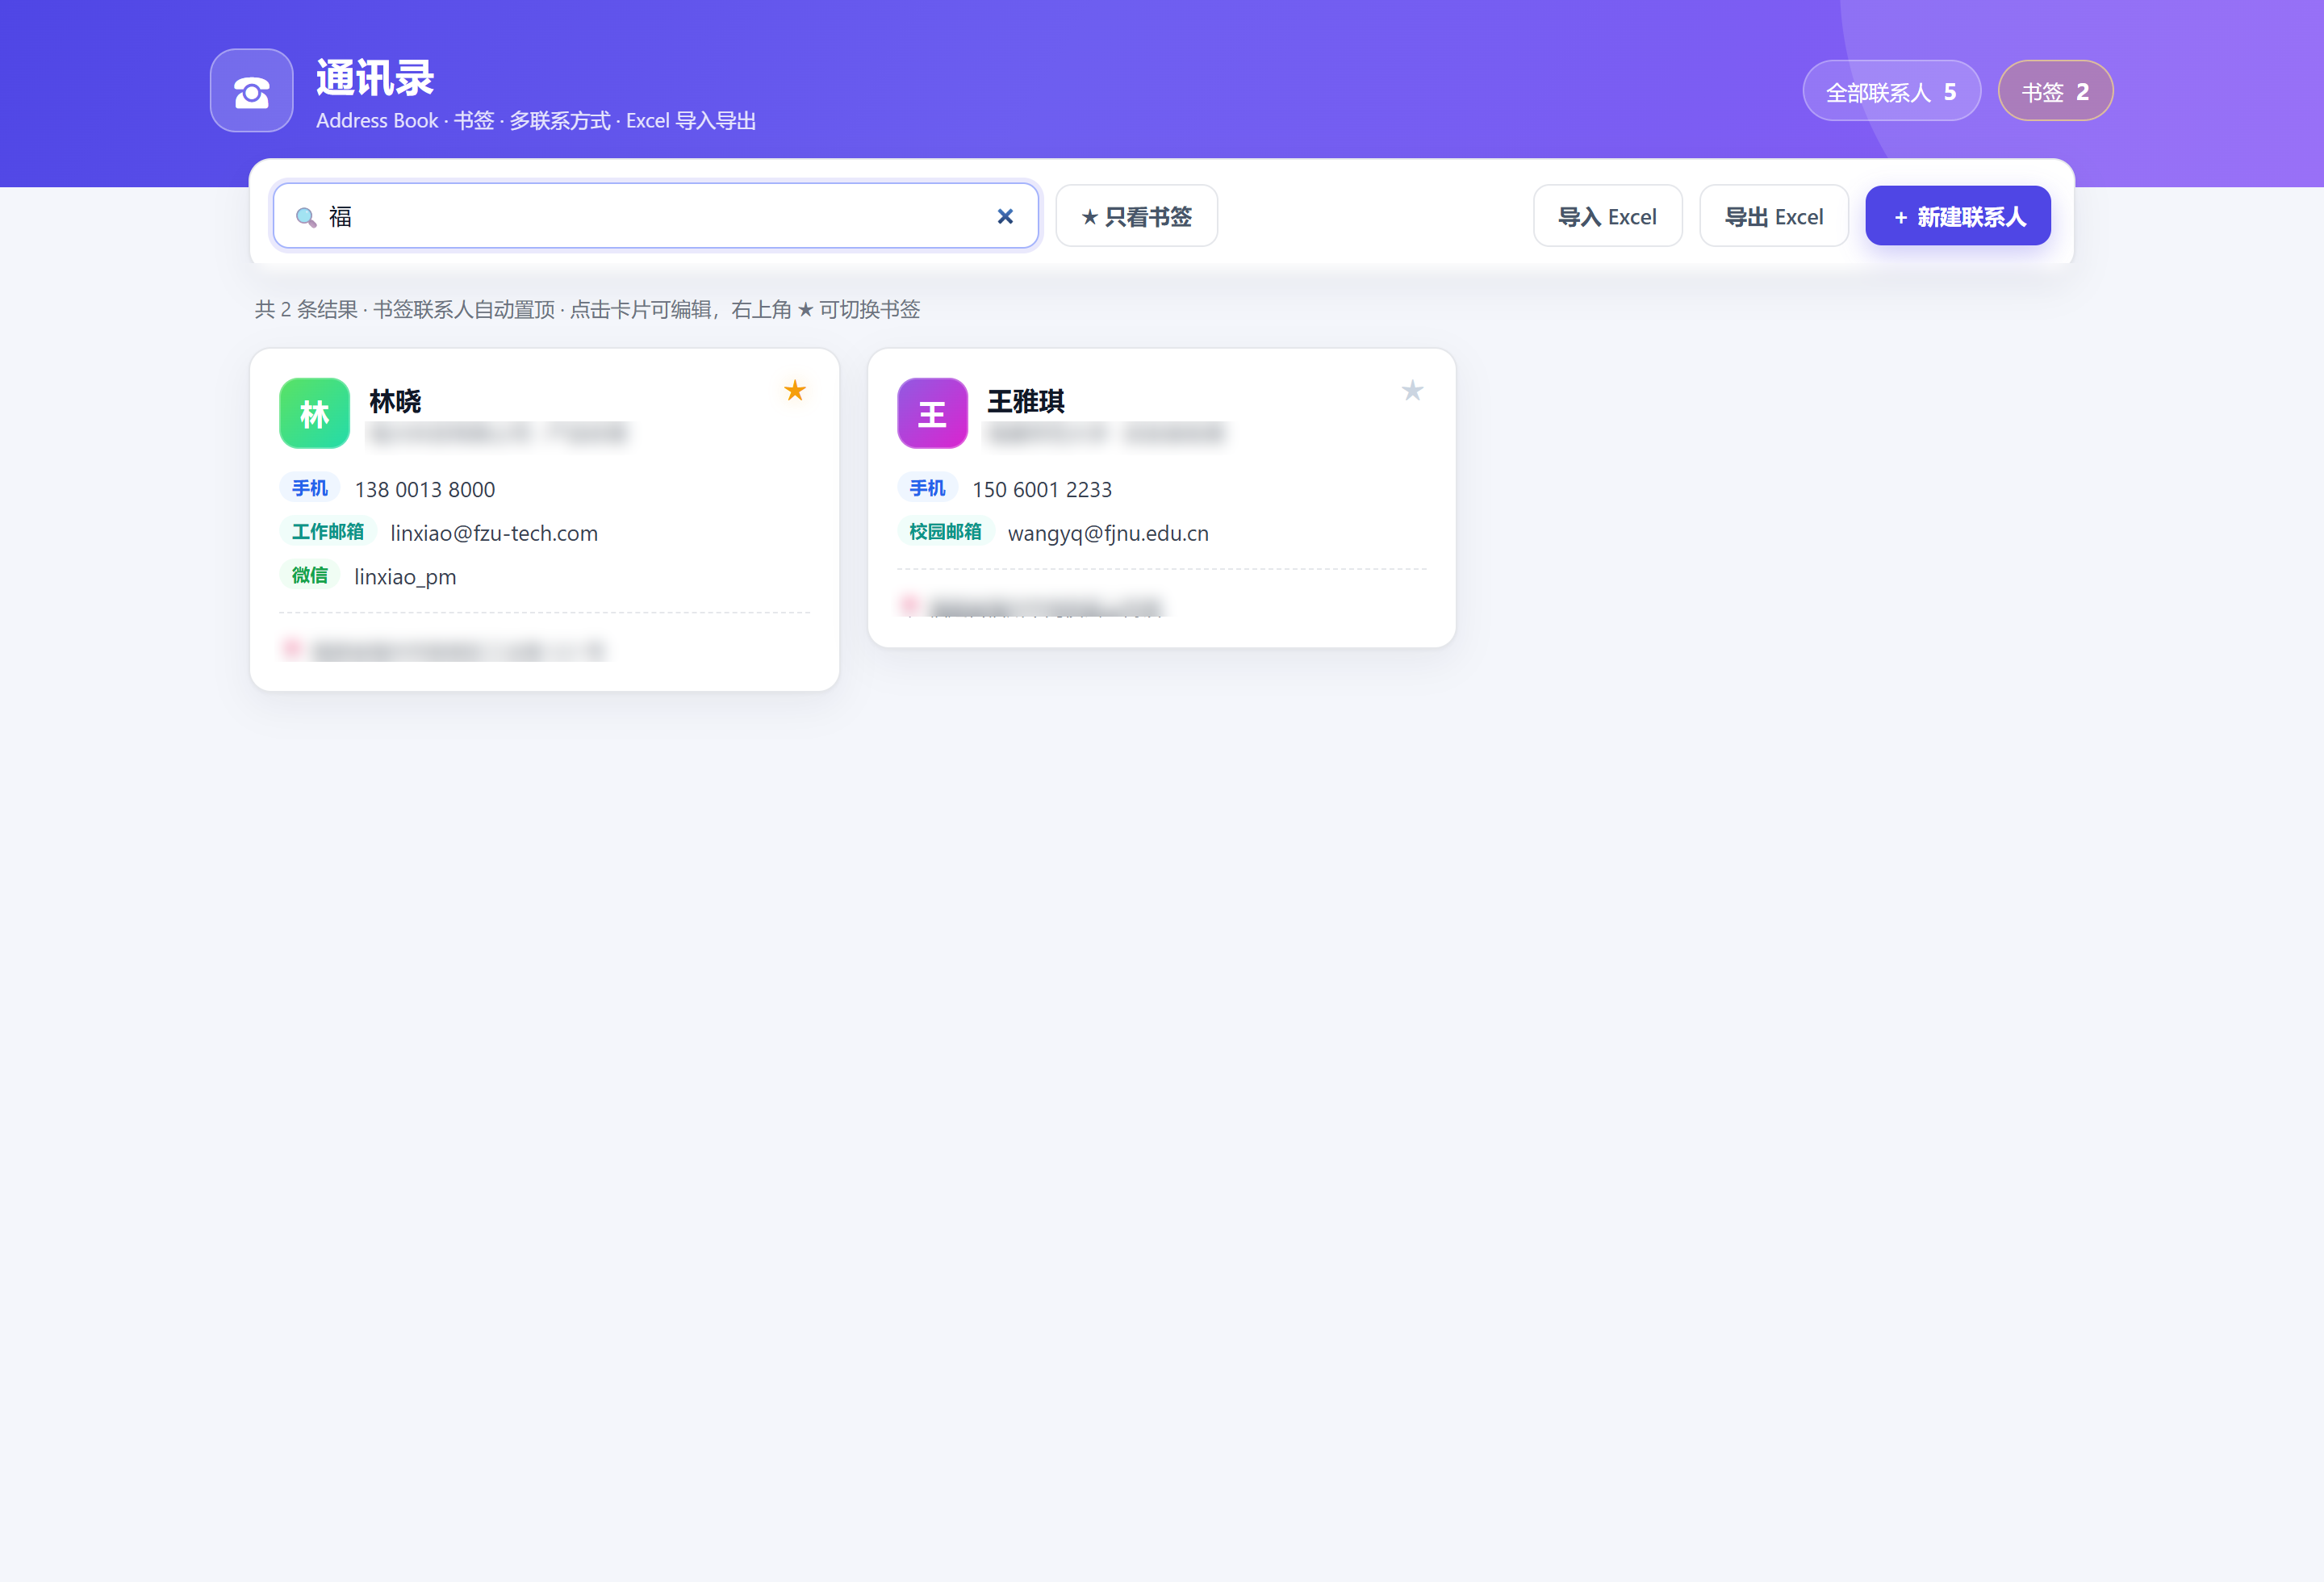 通讯录
Address Book · 书签 · 多联系方式 · Excel 导入导出
全部联系人 5
书签 2
福
★ 只看书签
导入 Excel
导出 Excel
+ 新建联系人
共 2 条结果 · 书签联系人自动置顶 · 点击卡片可编辑，右上角 ★ 可切换书签
林
林晓
手机 138 0013 8000
工作邮箱 linxiao@fzu-tech.com
微信 linxiao_pm
王
王雅琪
手机 150 6001 2233
校园邮箱 wangyq@fjnu.edu.cn